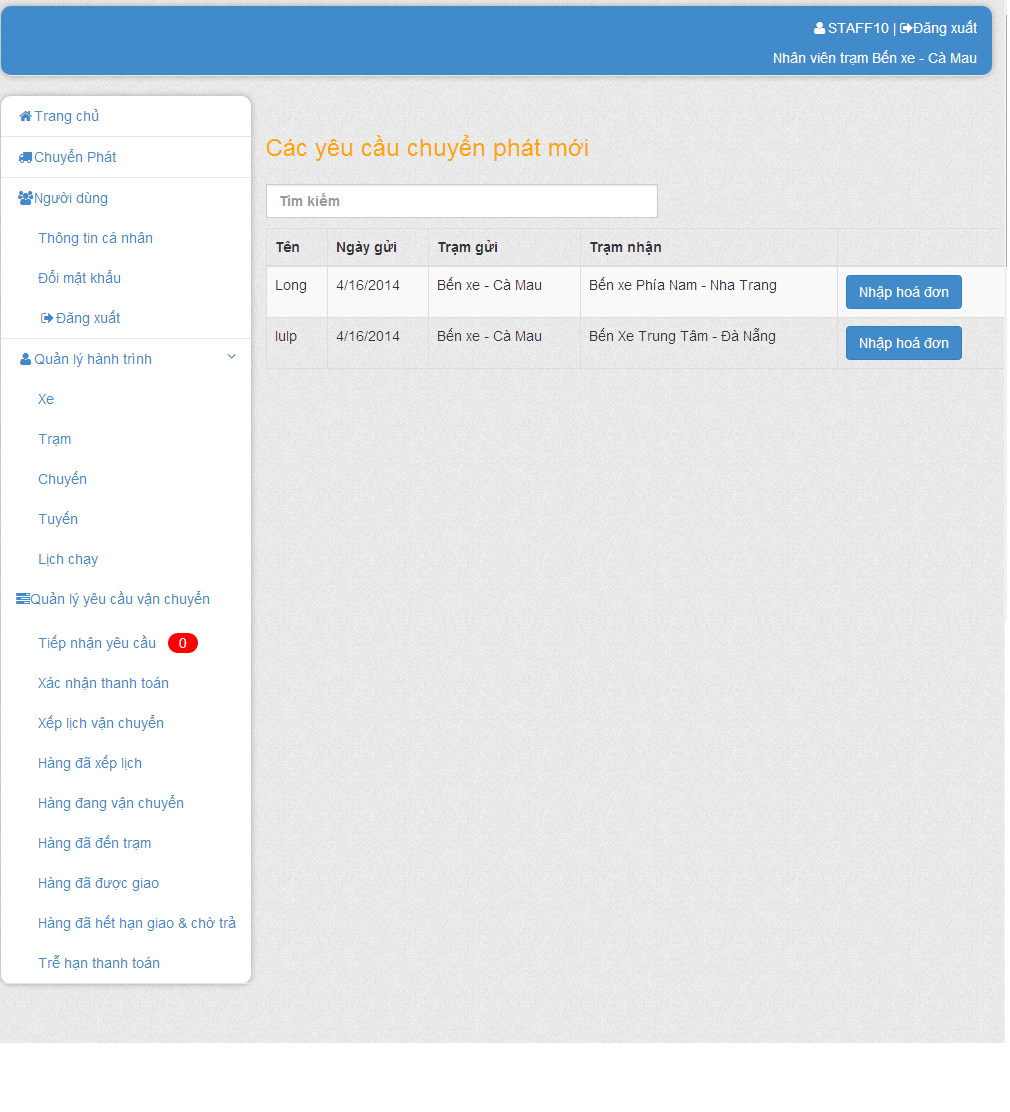 STAFF10 | Đăng xuất
Nhân viên trạm Bến xe - Cà Mau
Trang chủ
Chuyển Phát
Người dùng
Thông tin cá nhân
Đổi mật khẩu
Đăng xuất
Quản lý hành trình
Xe
Trạm
Chuyến
Tuyến
Lịch chạy
Quản lý yêu cầu vận chuyển
Tiếp nhận yêu cầu 0
Xác nhận thanh toán
Xếp lịch vận chuyển
Hàng đã xếp lịch
Hàng đang vận chuyển
Hàng đã đến trạm
Hàng đã được giao
Hàng đã hết hạn giao & chờ trả
Trễ hạn thanh toán
Các yêu cầu chuyển phát mới
Tìm kiếm
Tên Ngày gửi Trạm gửi Trạm nhận
Long 4/16/2014 Bến xe - Cà Mau Bến xe Phía Nam - Nha Trang Nhập hoá đơn
lulp 4/16/2014 Bến xe - Cà Mau Bến Xe Trung Tâm - Đà Nẵng Nhập hoá đơn